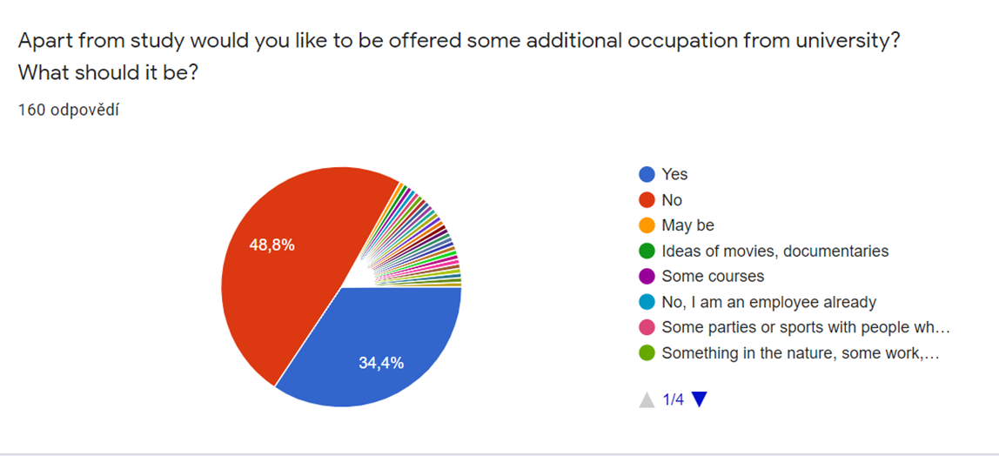 Apart from study would you like to be offered some additional occupation from university?
What should it be?
160 odpovědí
48,8%
34,4%
Yes
No
May be
Ideas of movies, documentaries
Some courses
No, I am an employee already
Some parties or sports with people wh…
Something in the nature, some work,…
1/4